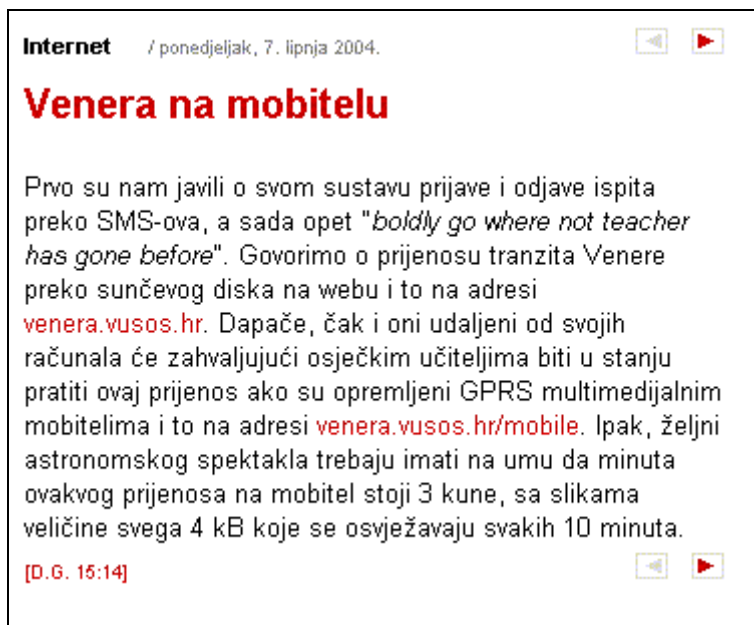 Internet / ponedjeljak, 7. lipnja 2004.
Venera na mobitelu
Prvo su nam javili o svom sustavu prijave i odjave ispita
preko SMS-ova, a sada opet "boldly go where not teacher
has gone before". Govorimo o prijenosu tranzita Venere
preko sunčevog diska na webu i to na adresi
venera.vusos.hr. Dapače, čak i oni udaljeni od svojih
računala će zahvaljujući osječkim učiteljima biti u stanju
pratiti ovaj prijenos ako su opremljeni GPRS multimedijalnim
mobitelima i to na adresi venera.vusos.hr/mobile. Ipak, željni
astronomskog spektakla trebaju imati na umu da minuta
ovakvog prijenosa na mobitel stoji 3 kune, sa slikama
veličine svega 4 kB koje se osvježavaju svakih 10 minuta.
[D.G. 15:14]